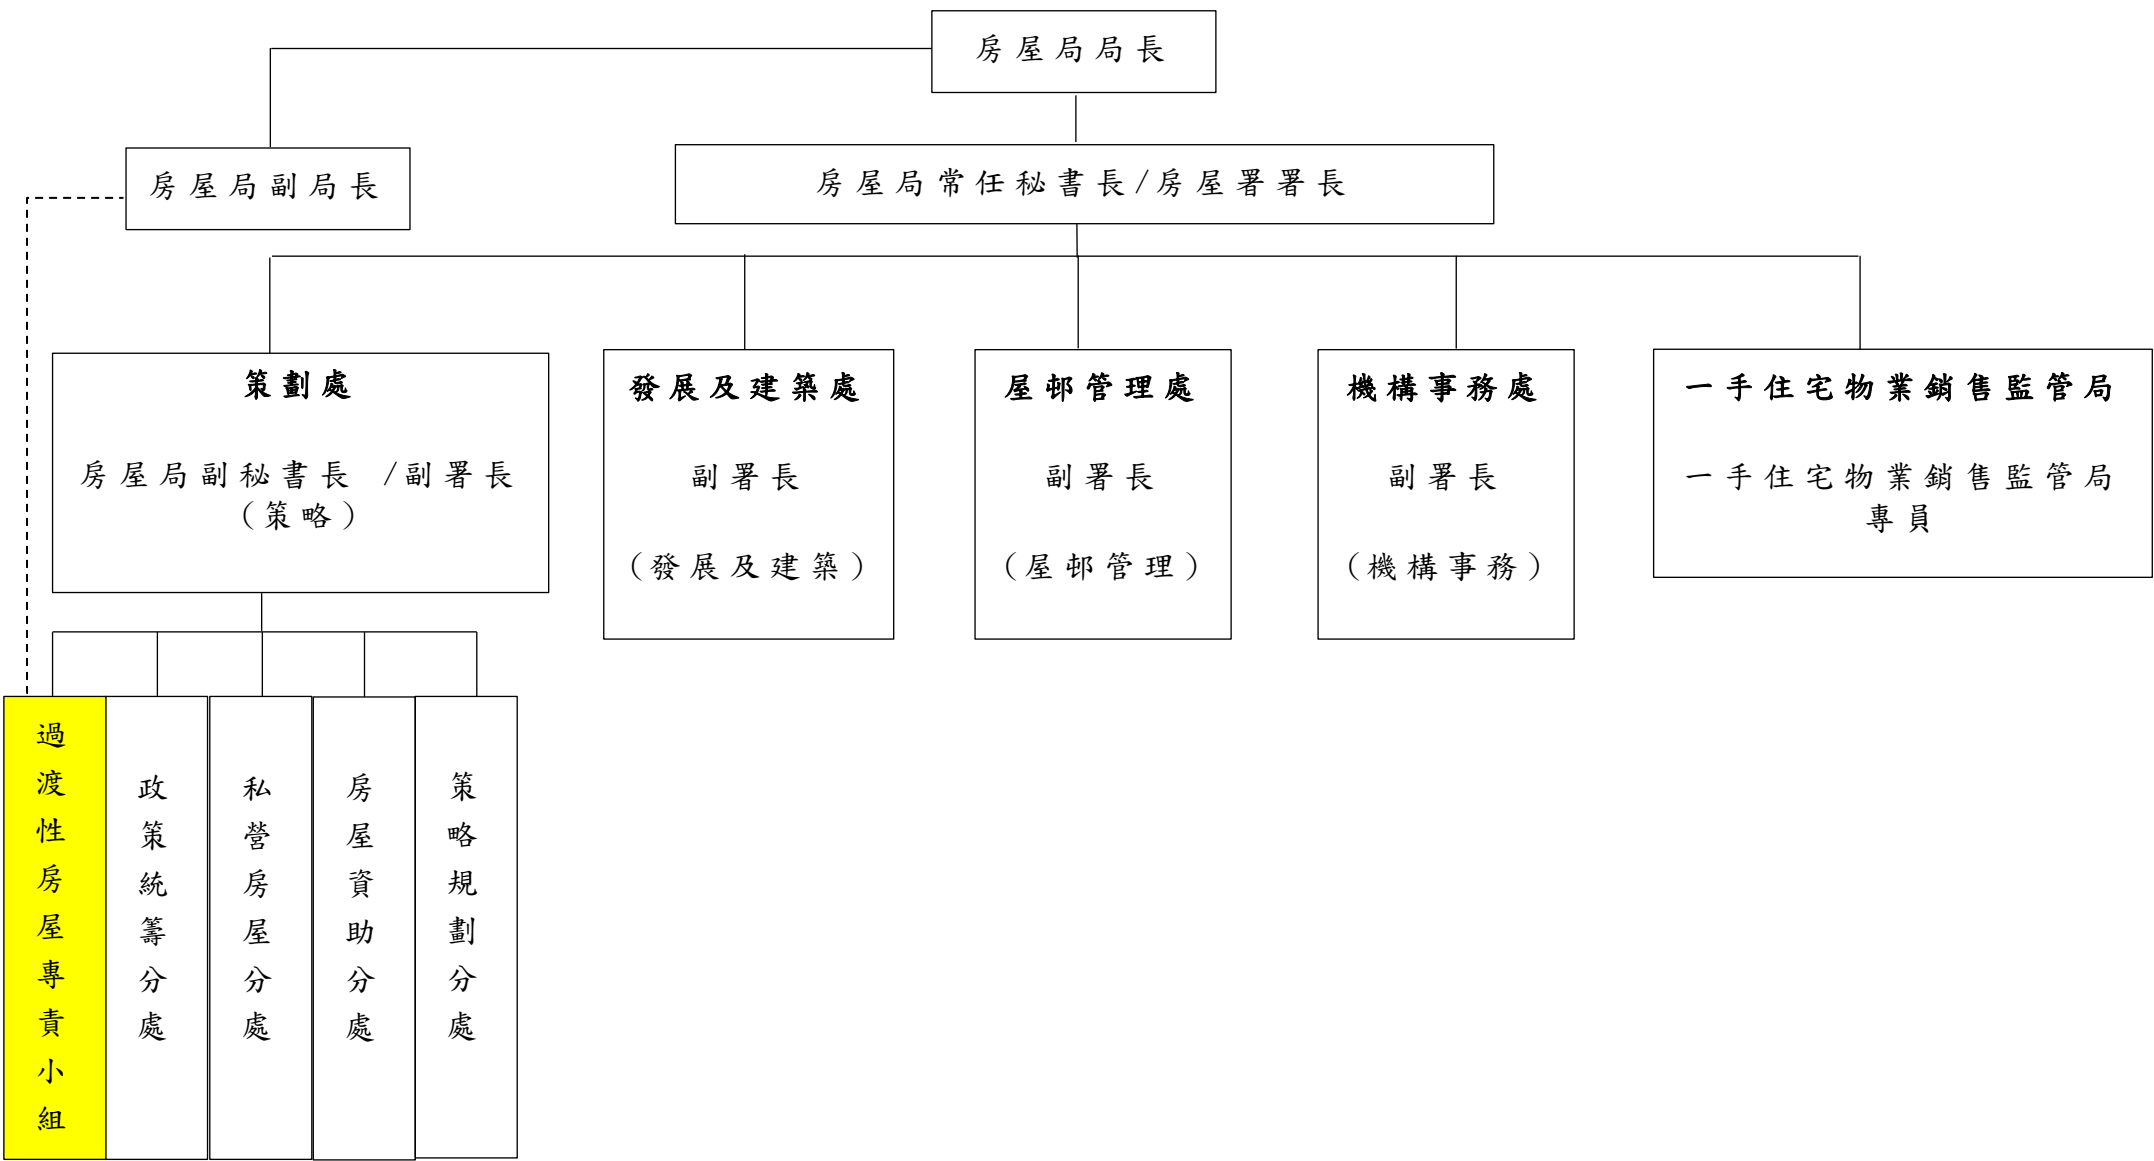 房屋局局長
房屋局副局長
房屋局常任秘書長/房屋署署長
策劃處
房屋局副秘書長 /副署長
(策略)
發展及建築處
副署長
(發展及建築)
屋邨管理處
副署長
(屋邨管理)
機構事務處
副署長
(機構事務)
一手住宅物業銷售監管局
一手住宅物業銷售監管局
專員
過渡性房屋專責小組
政策統籌分處
私營房屋分處
房屋資助分處
策略規劃分處